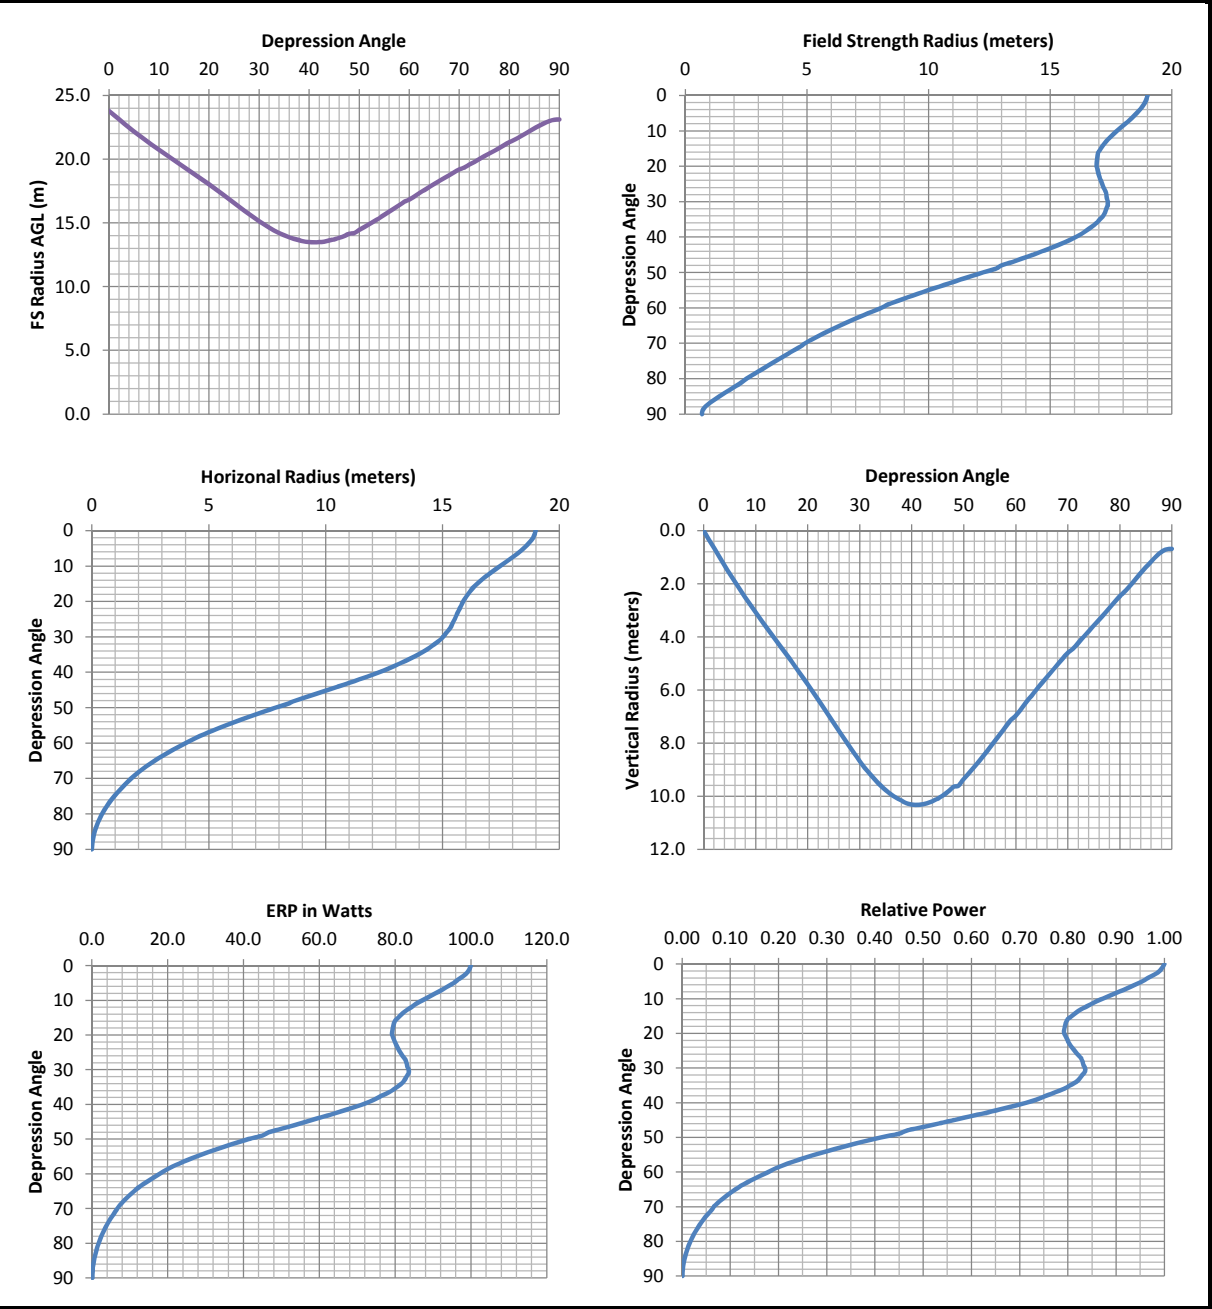 Depression Angle
0 10 20 30 40 50 60 70 80 90
25.0
20.0
15.0
10.0
5.0
0.0
FS Radius AGL (m)
Field Strength Radius (meters)
0 5 10 15 20
0
10
20
30
40
50
60
70
80
90
Depression Angle
Horizonal Radius (meters)
0 5 10 15 20
0
10
20
30
40
50
60
70
80
90
Depression Angle
Depression Angle
0 10 20 30 40 50 60 70 80 90
0.0
2.0
4.0
6.0
8.0
10.0
12.0
Vertical Radius (meters)
ERP in Watts
0.0 20.0 40.0 60.0 80.0 100.0 120.0
0
10
20
30
40
50
60
70
80
90
Depression Angle
Relative Power
0.00 0.10 0.20 0.30 0.40 0.50 0.60 0.70 0.80 0.90 1.00
0
10
20
30
40
50
60
70
80
90
Depression Angle